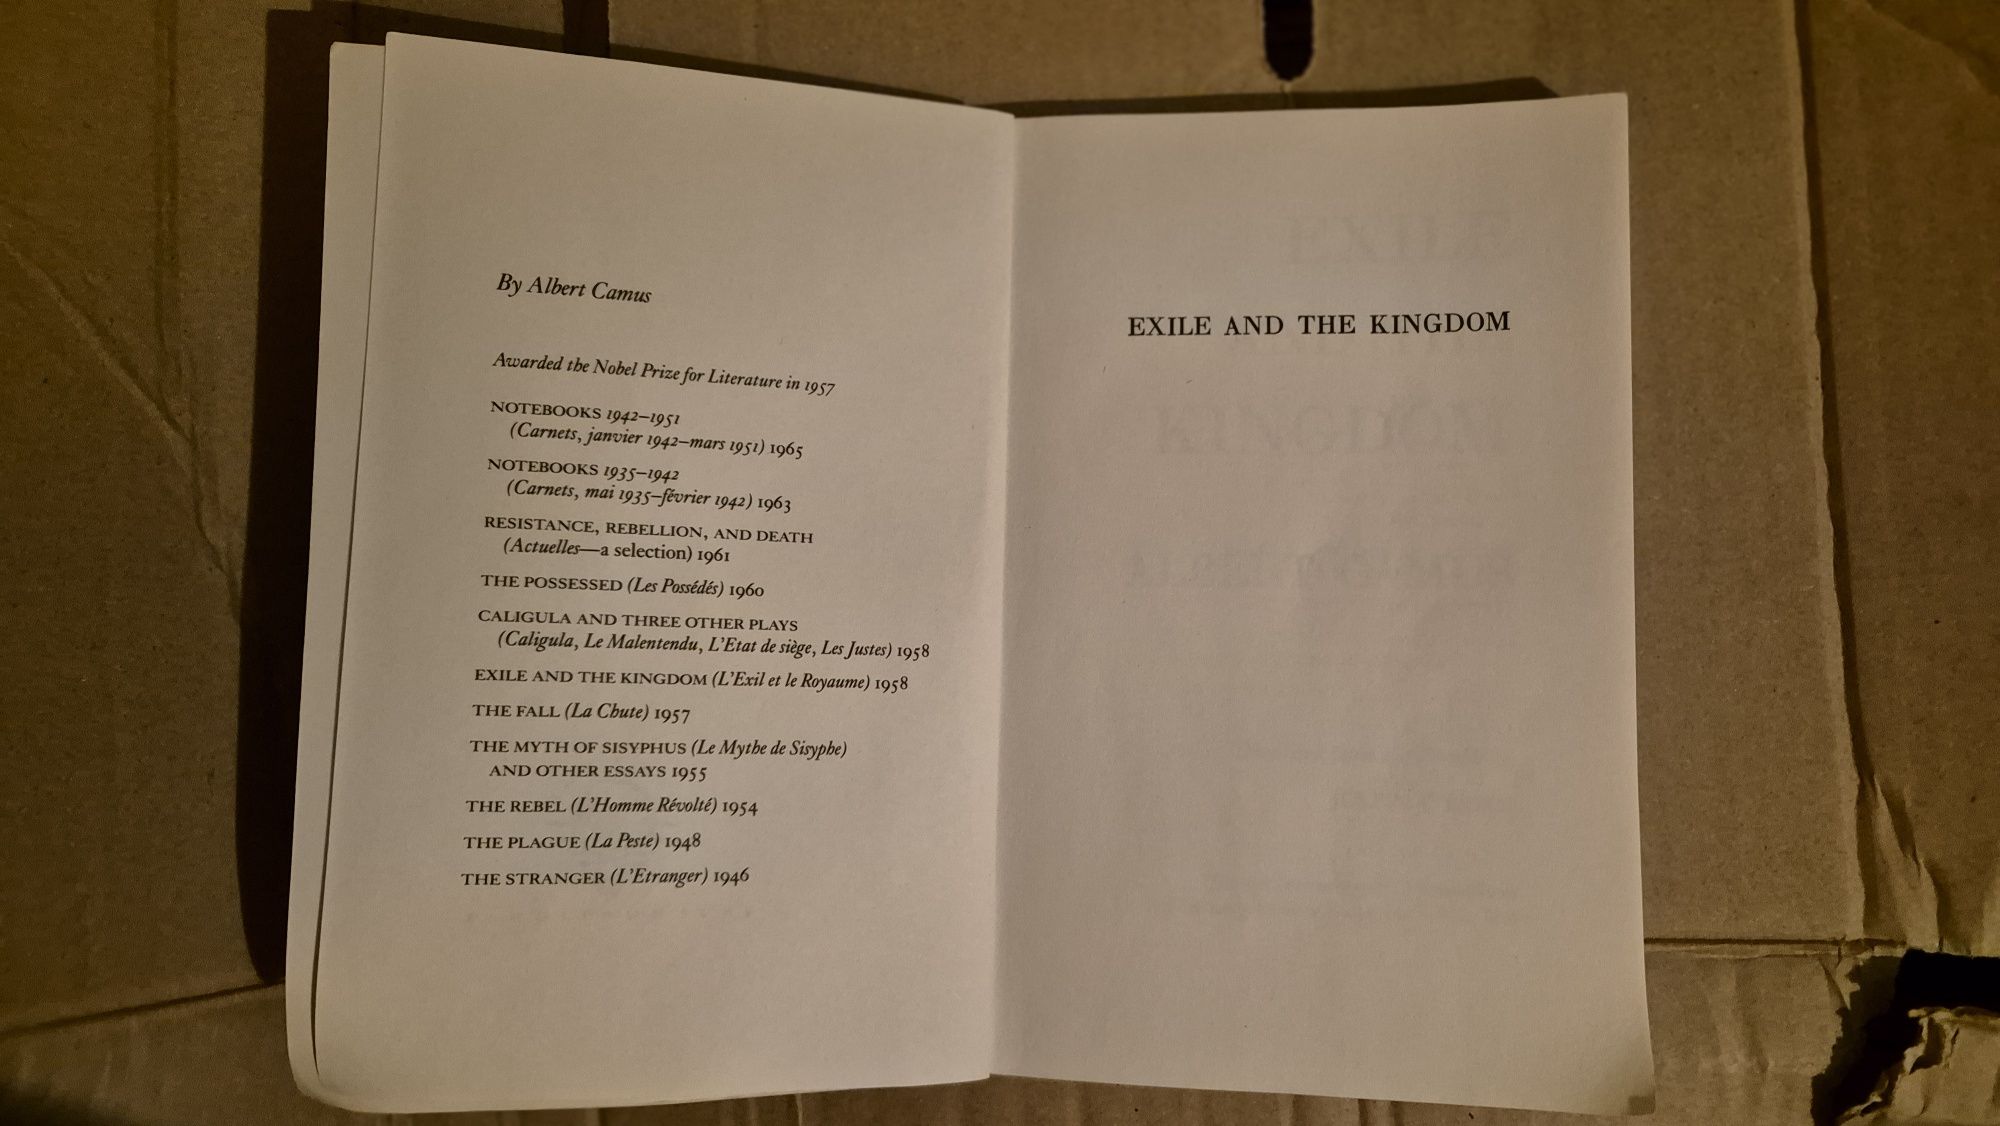 By Albert Camus
Awarded the Nobel Prize for Literature in 1957
NOTEBOOKS 1942–1951
(Carnets, janvier 1942–mars 1951) 1965
NOTEBOOKS 1935–1942
(Carnets, mai 1935–février 1942) 1963
RESISTANCE, REBELLION, AND DEATH
(Actuelles—a selection) 1961
THE POSSESSED (Les Possédés) 1960
CALIGULA AND THREE OTHER PLAYS
(Caligula, Le Malentendu, L'Etat de siège, Les Justes) 1958
EXILE AND THE KINGDOM (L'Exil et le Royaume) 1958
THE FALL (La Chute) 1957
THE MYTH OF SISYPHUS (Le Mythe de Sisyphe)
AND OTHER ESSAYS 1955
THE REBEL (L'Homme Révolté) 1954
THE PLAGUE (La Peste) 1948
THE STRANGER (L'Etranger) 1946
EXILE AND THE KINGDOM